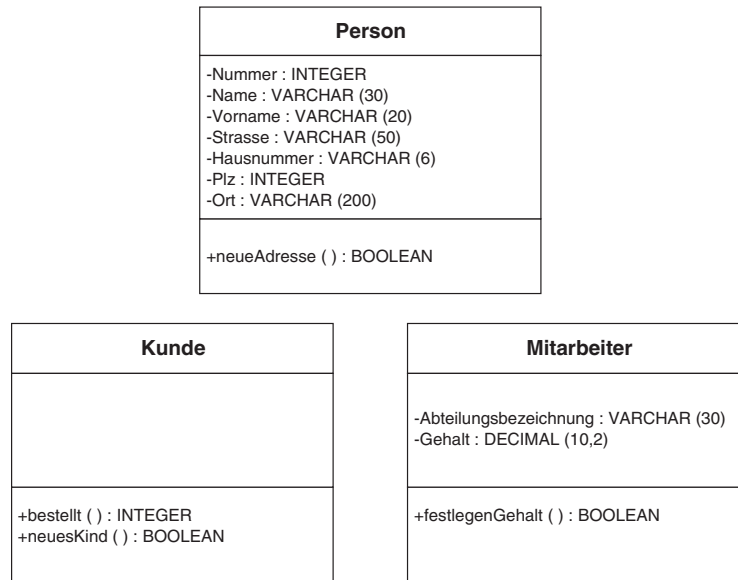 Person
-Nummer : INTEGER
-Name : VARCHAR (30)
-Vorname : VARCHAR (20)
-Strasse : VARCHAR (50)
-Hausnummer : VARCHAR (6)
-Plz : INTEGER
-Ort : VARCHAR (200)
+neueAdresse ( ) : BOOLEAN
Kunde
+bestellt ( ) : INTEGER
+neuesKind ( ) : BOOLEAN
Mitarbeiter
-Abteilungsbezeichnung : VARCHAR (30)
-Gehalt : DECIMAL (10,2)
+festlegenGehalt ( ) : BOOLEAN